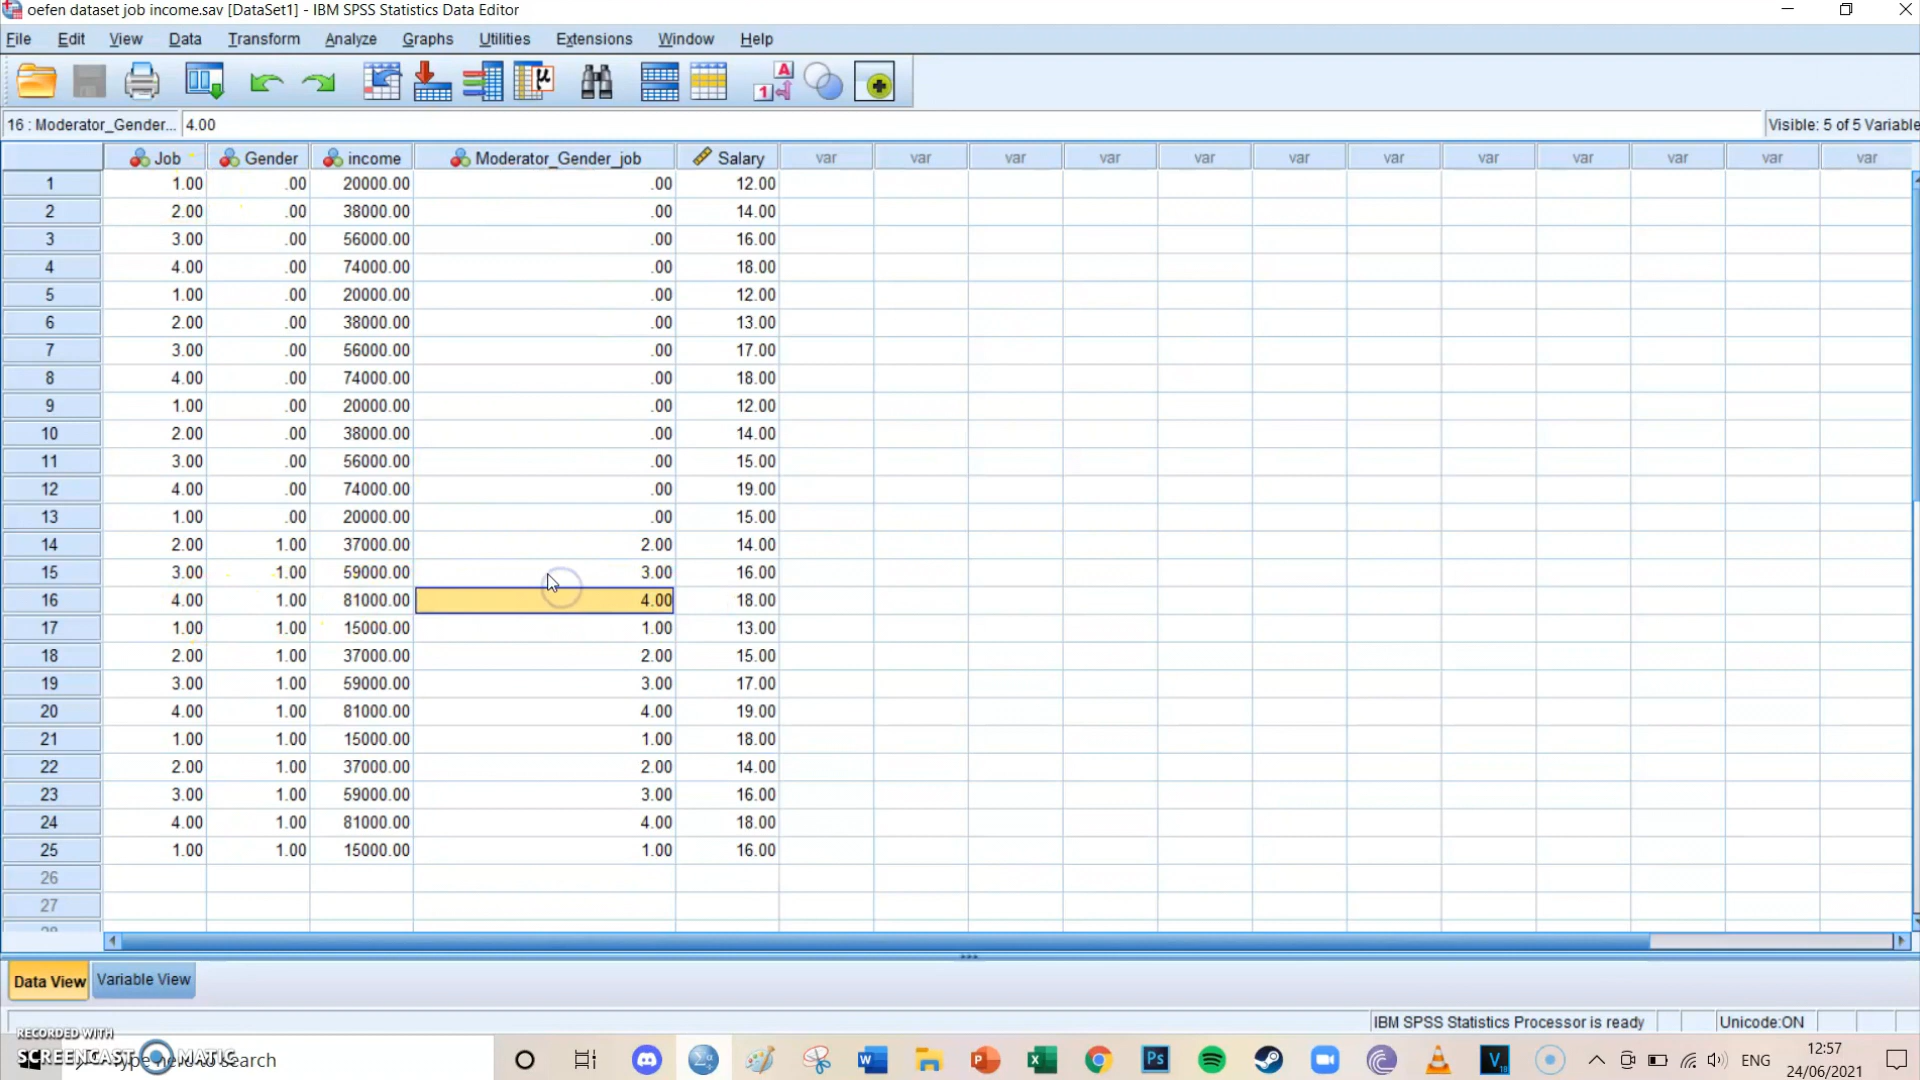 oefen dataset job income.sav [DataSet1] - IBM SPSS Statistics Data Editor
File Edit View Data Transform Analyze Graphs Utilities Extensions Window Help
16 : Moderator_Gender... 4.00 Visible: 5 of 5 Variable
Job Gender income Moderator_Gender_job Salary var var var var var var var var var var var var
1 1.00 .00 20000.00 .00 12.00
2 2.00 .00 38000.00 .00 14.00
3 3.00 .00 56000.00 .00 16.00
4 4.00 .00 74000.00 .00 18.00
5 1.00 .00 20000.00 .00 12.00
6 2.00 .00 38000.00 .00 13.00
7 3.00 .00 56000.00 .00 17.00
8 4.00 .00 74000.00 .00 18.00
9 1.00 .00 20000.00 .00 12.00
10 2.00 .00 38000.00 .00 14.00
11 3.00 .00 56000.00 .00 15.00
12 4.00 .00 74000.00 .00 19.00
13 1.00 .00 20000.00 .00 15.00
14 2.00 1.00 37000.00 2.00 14.00
15 3.00 1.00 59000.00 3.00 16.00
16 4.00 1.00 81000.00 4.00 18.00
17 1.00 1.00 15000.00 1.00 13.00
18 2.00 1.00 37000.00 2.00 15.00
19 3.00 1.00 59000.00 3.00 17.00
20 4.00 1.00 81000.00 4.00 19.00
21 1.00 1.00 15000.00 1.00 18.00
22 2.00 1.00 37000.00 2.00 14.00
23 3.00 1.00 59000.00 3.00 16.00
24 4.00 1.00 81000.00 4.00 18.00
25 1.00 1.00 15000.00 1.00 16.00
26
27
Data View Variable View
IBM SPSS Statistics Processor is ready Unicode:ON
RECORDED WITH
SCREENCAST MATIC
here to search
ENG
12:57
24/06/2021